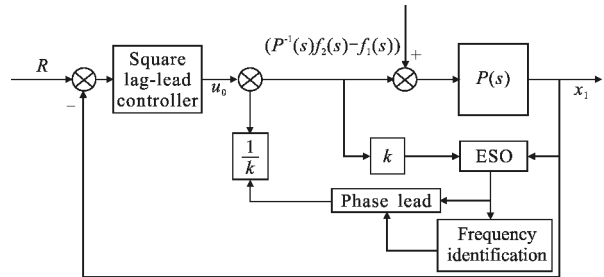 (P⁻¹(s)f₂(s)−f₁(s))
+
R
−
Square
lag-lead
controller
u₀
P(s)
x₁
1
k
k
ESO
Phase lead
Frequency
identification